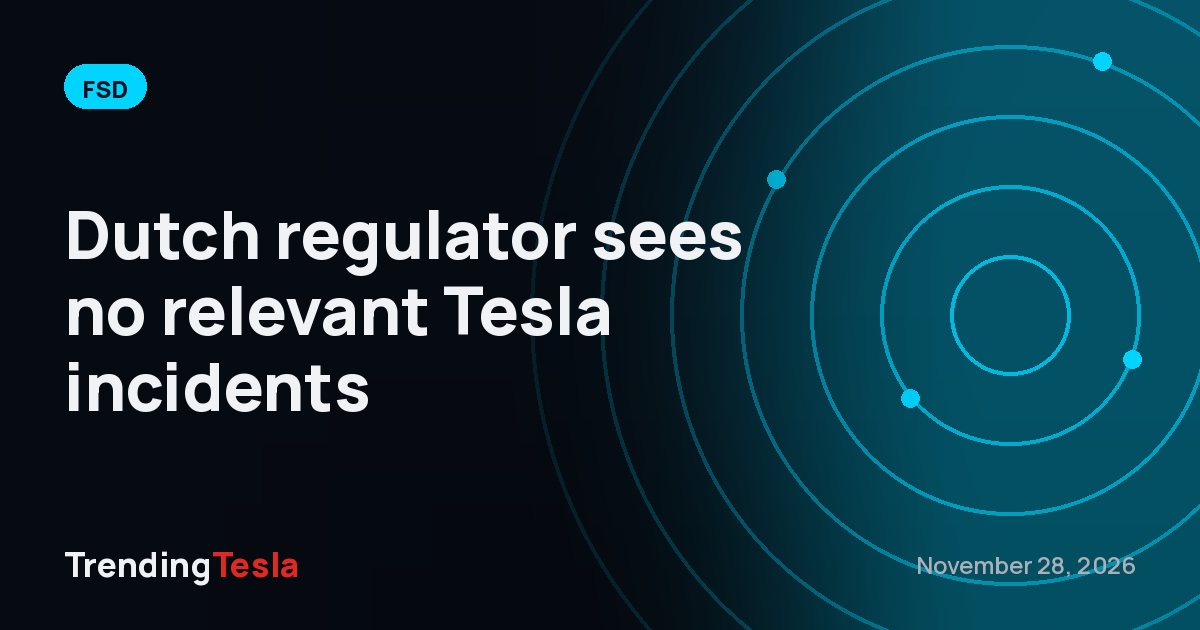 FSD
Dutch regulator sees
no relevant Tesla
incidents
TrendingTesla
November 28, 2026